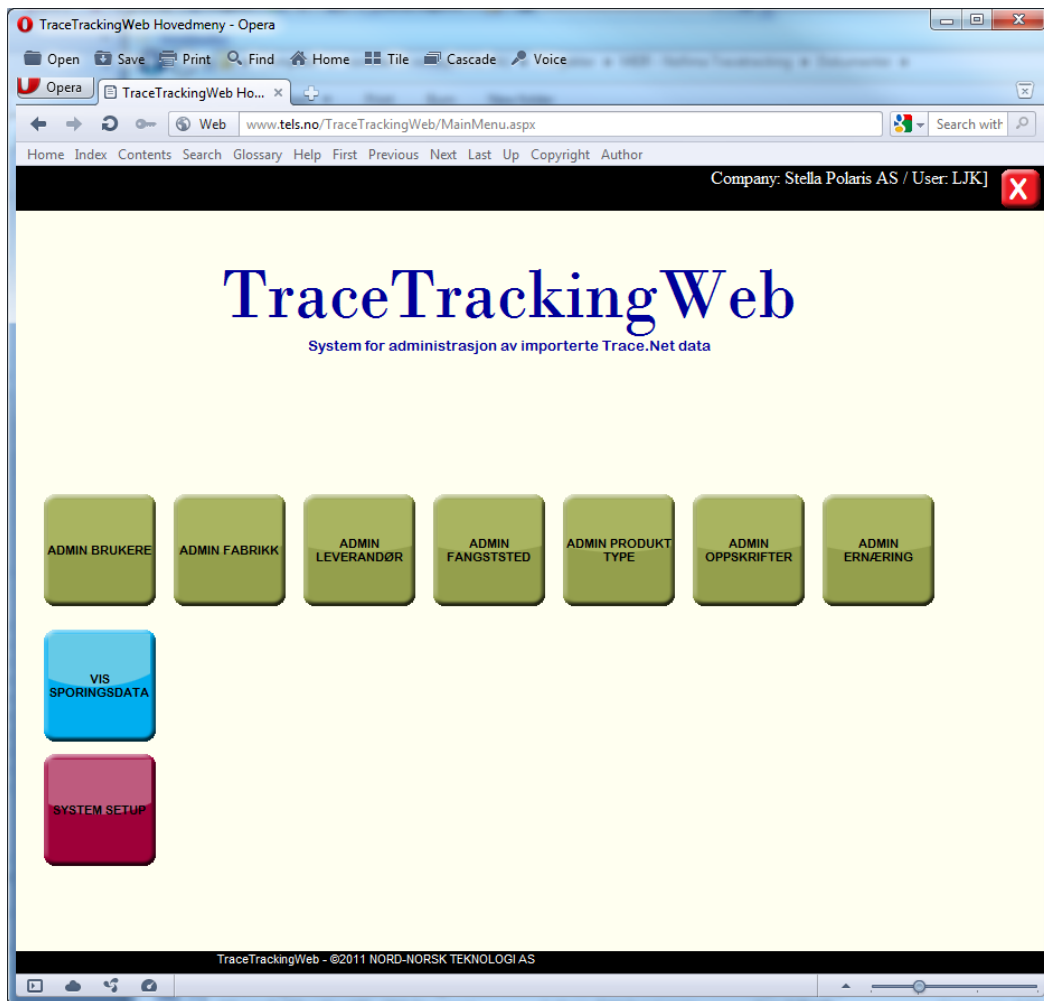 TraceTrackingWeb Hovedmeny - Opera
Open Save Print Find Home Tile Cascade Voice
Opera TraceTrackingWeb Ho...
Web www.tels.no/TraceTrackingWeb/MainMenu.aspx Search with
Home Index Contents Search Glossary Help First Previous Next Last Up Copyright Author
Company: Stella Polaris AS / User: LJK] X
TraceTrackingWeb
System for administrasjon av importerte Trace.Net data
ADMIN BRUKERE
ADMIN FABRIKK
ADMIN
LEVERANDØR
ADMIN
FANGSTSTED
ADMIN PRODUKT
TYPE
ADMIN
OPPSKRIFTER
ADMIN
ERNÆRING
VIS
SPORINGSDATA
SYSTEM SETUP
TraceTrackingWeb - ©2011 NORD-NORSK TEKNOLOGI AS